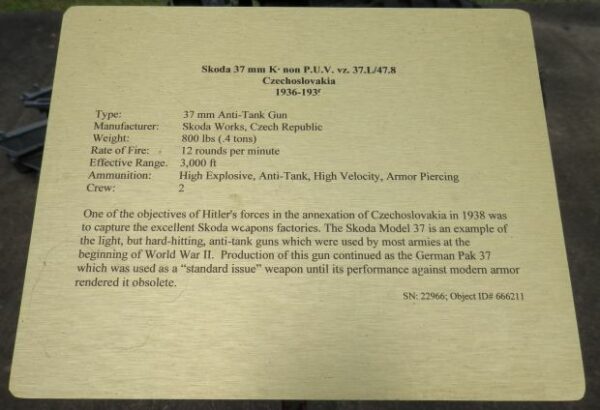 Skoda 37 mm K· non P.U.V. vz. 37.L/47.8
Czechoslovakia
1936-193
Type: 37 mm Anti-Tank Gun
Manufacturer: Skoda Works, Czech Republic
Weight: 800 lbs (.4 tons)
Rate of Fire: 12 rounds per minute
Effective Range. 3,000 ft
Ammunition: High Explosive, Anti-Tank, High Velocity, Armor Piercing
Crew: 2
One of the objectives of Hitler's forces in the annexation of Czechoslovakia in 1938 was
to capture the excellent Skoda weapons factories. The Skoda Model 37 is an example of
the light, but hard-hitting, anti-tank guns which were used by most armies at the
beginning of World War II. Production of this gun continued as the German Pak 37
which was used as a “standard issue” weapon until its performance against modern armor
rendered it obsolete.
SN: 22966; Object ID# 666211